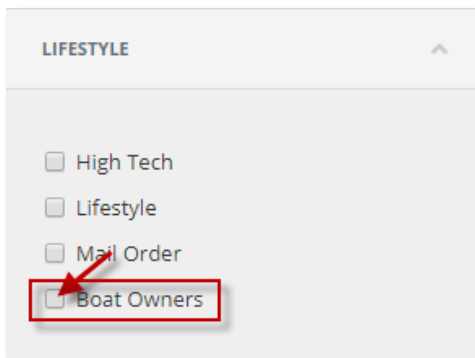 LIFESTYLE
High Tech
Lifestyle
Mail Order
Boat Owners